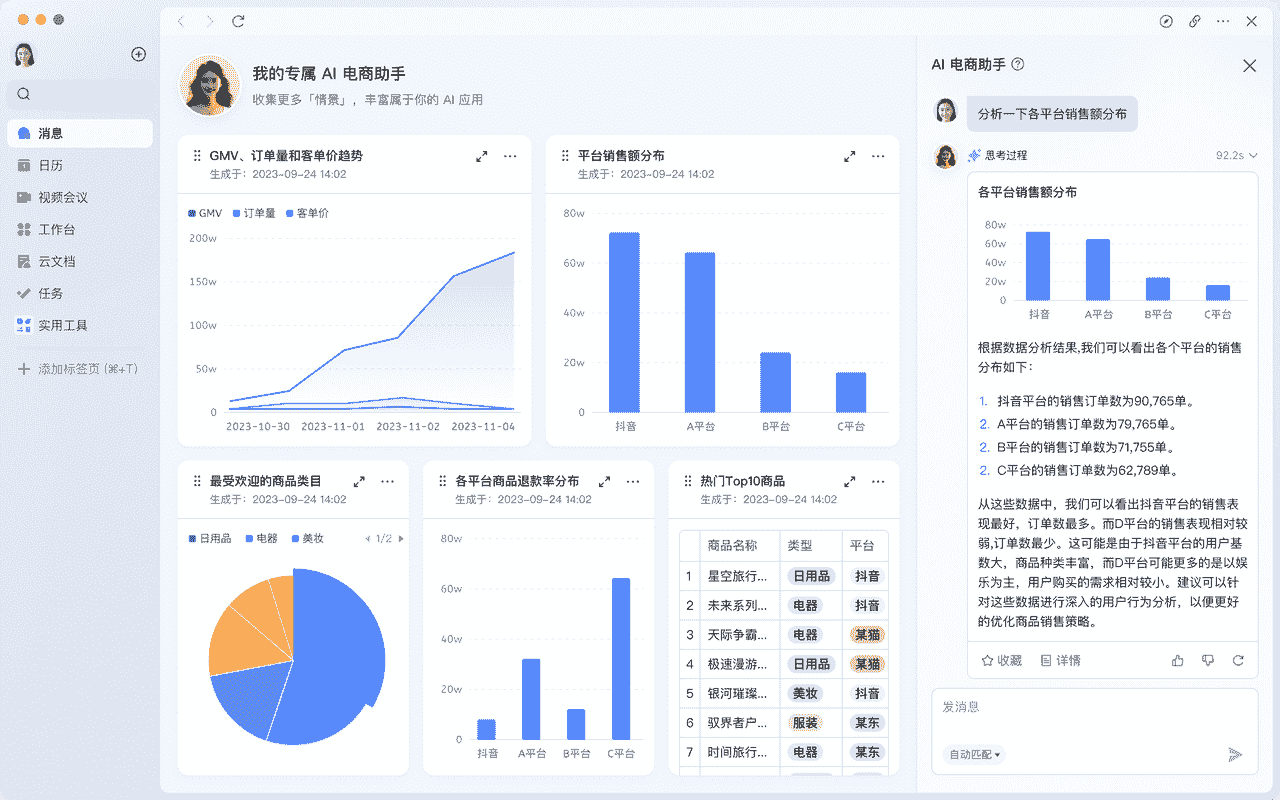 消息
日历
视频会议
工作台
云文档
任务
实用工具
添加标签页 (⌘+T)
我的专属 AI 电商助手
收集更多「情景」，丰富属于你的 AI 应用
GMV、订单量和客单价趋势
生成于：2023-09-24 14:02
GMV 订单量 客单价
200w
150w
100w
50w
0
2023-10-30 2023-11-01 2023-11-02 2023-11-04
平台销售额分布
生成于：2023-09-24 14:02
80w
60w
40w
20w
0
抖音 A平台 B平台 C平台
最受欢迎的商品类目
生成于：2023-09-24 14:02
日用品 电器 美妆 1/2
各平台商品退款率分布
生成于：2023-09-24 14:02
80w
60w
40w
20w
0
抖音 A平台 B平台 C平台
热门Top10商品
生成于：2023-09-24 14:02
商品名称 类型 平台
1 星空旅行... 日用品 抖音
2 未来系列... 电器 抖音
3 天际争霸... 电器 某猫
4 极速漫游... 日用品 某猫
5 银河璀璨... 美妆 抖音
6 驭界者户... 服装 某东
7 时间旅行... 电器 某东
AI 电商助手
分析一下各平台销售额分布
思考过程 92.2s
各平台销售额分布
80w
60w
40w
20w
0
抖音 A平台 B平台 C平台
根据数据分析结果,我们可以看出各个平台的销售
分布如下：
1. 抖音平台的销售订单数为90,765单。
2. A平台的销售订单数为79,765单。
2. B平台的销售订单数为71,755单。
2. C平台的销售订单数为62,789单。
从这些数据中，我们可以看出抖音平台的销售表
现最好，订单数最多。而D平台的销售表现相对较
弱,订单数最少。这可能是由于抖音平台的用户基
数大，商品种类丰富，而D平台可能更多的是以娱
乐为主，用户购买的需求相对较小。建议可以针
对这些数据进行深入的用户行为分析，以便更好
的优化商品销售策略。
收藏 详情
发消息
自动匹配